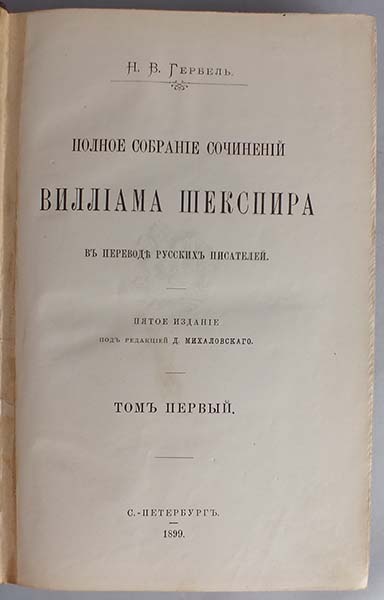 Н. В. Гербель.
ПОЛНОЕ СОБРАНІЕ СОЧИНЕНІЙ
ВИЛЛІАМА ШЕКСПИРА
ВЪ ПЕРЕВОДѢ РУССКИХЪ ПИСАТЕЛЕЙ.
ПЯТОЕ ИЗДАНІЕ
ПОДЪ РЕДАКЦІЕЙ Д. МИХАЛОВСКАГО.
ТОМЪ ПЕРВЫЙ.
С.-ПЕТЕРБУРГЪ.
1899.